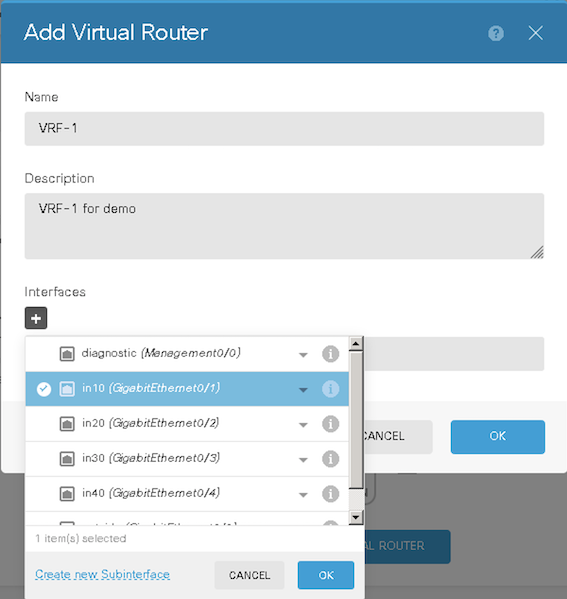 Add Virtual Router
?
Name
VRF-1
Description
VRF-1 for demo
Interfaces
+
diagnostic (Management0/0)
in10 (GigabitEthernet0/1)
in20 (GigabitEthernet0/2)
in30 (GigabitEthernet0/3)
in40 (GigabitEthernet0/4)
1 item(s) selected
Create new Subinterface
CANCEL
OK
CANCEL
OK
ROUTER